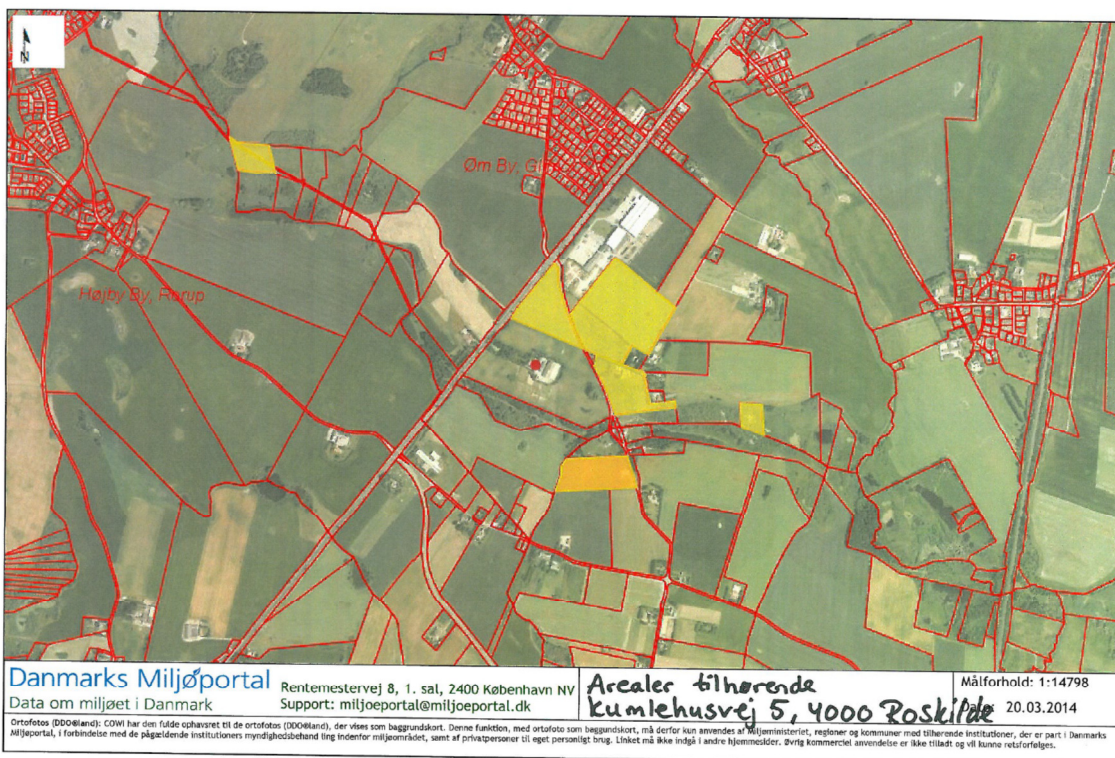 N
Øm By, Gl
Højby By, Rorup
Danmarks Miljøportal
Data om miljøet i Danmark
Rentemestervej 8, 1. sal, 2400 København NV
Support: miljoeportal@miljoeportal.dk
Arealer tilhørende
Kumlehusvej 5, 4000 Roskilde
Målforhold: 1:14798
Dato: 20.03.2014
Ortofotos (DDO®land): COWI har den fulde ophavsret til de ortofotos (DDO®land), der vises som baggrundskort. Denne funktion, med ortofoto som baggrundskort, må derfor kun anvendes af Miljøministeriet, regioner og kommuner med tilhørende institutioner, der er part i Danmarks
Miljøportal, i forbindelse med de pågældende institutioners myndighedsbehand ling indenfor miljøområdet, samt af privatpersoner til eget personligt brug. Linket må ikke indgå i andre hjemmesider. Øvrig kommerciel anvendelse er ikke tilladt og vil kunne retsforfølges.